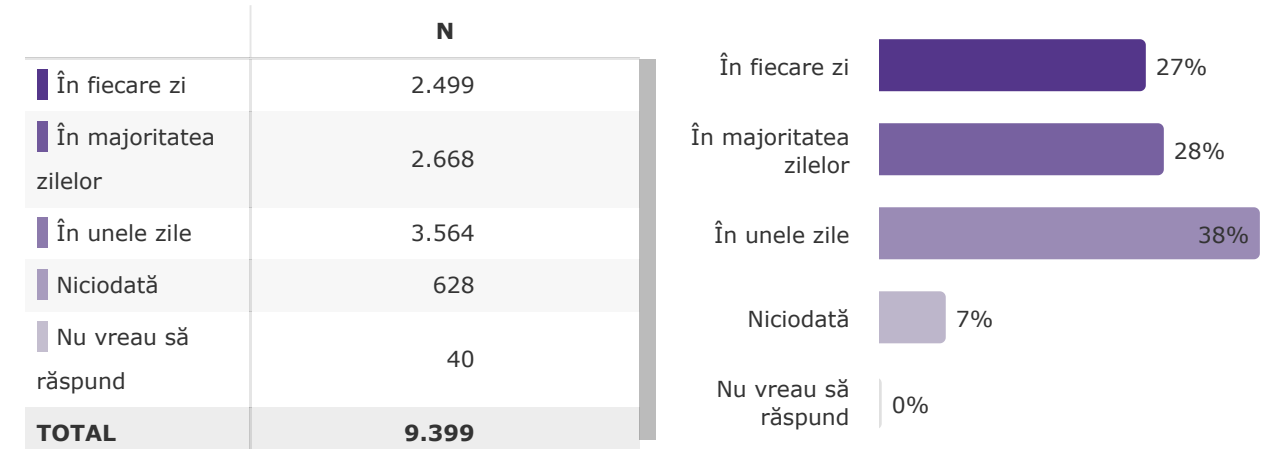 N
În fiecare zi 2.499
În majoritatea
zilelor 2.668
În unele zile 3.564
Niciodată 628
Nu vreau să
răspund 40
TOTAL 9.399
În fiecare zi 27%
În majoritatea
zilelor 28%
În unele zile 38%
Niciodată 7%
Nu vreau să
răspund 0%